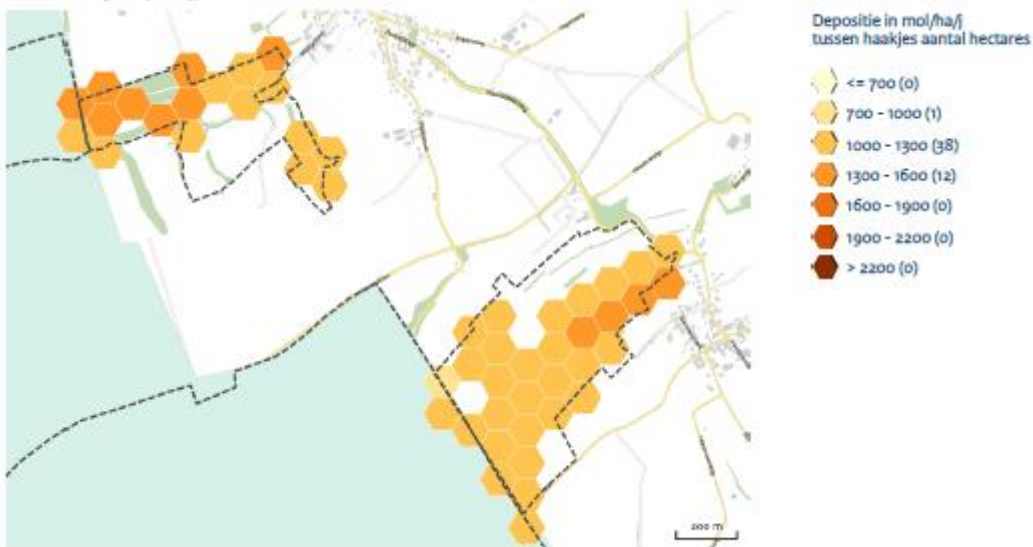 Depositie in mol/ha/j
tussen haakjes aantal hectares
<= 700 (0)
700 - 1000 (1)
1000 - 1300 (38)
1300 - 1600 (12)
1600 - 1900 (0)
1900 - 2200 (0)
> 2200 (0)
200 m